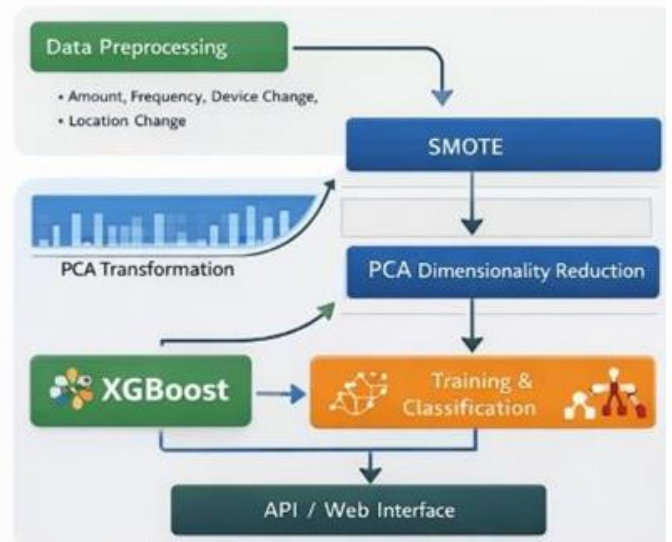 Data Preprocessing
• Amount, Frequency, Device Change,
• Location Change
SMOTE
PCA Transformation
PCA Dimensionality Reduction
XGBoost
Training &
Classification
API / Web Interface